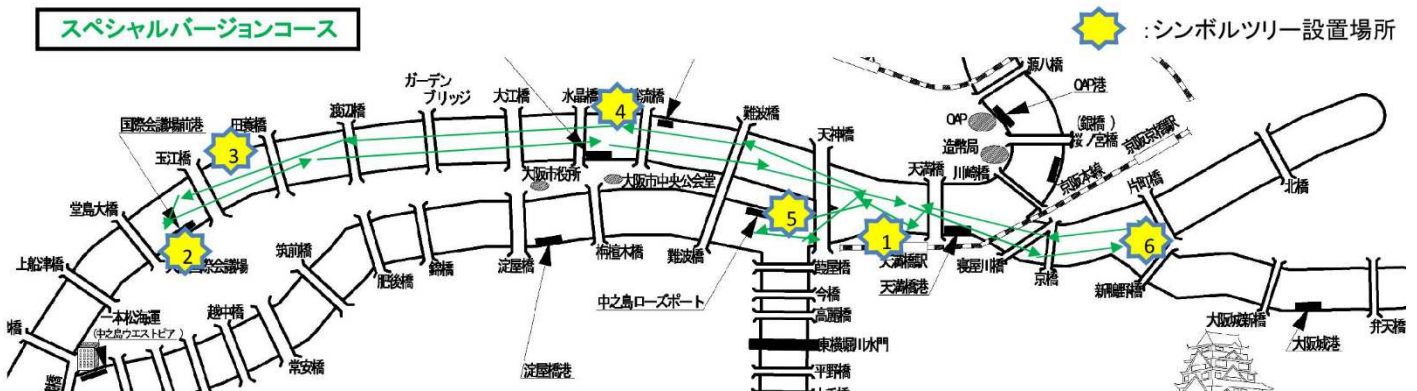 スペシャルバージョンコース
:シンボルツリー設置場所
源八橋
OAP港
OAP
(銀橋)
桜ノ宮橋
造幣局
京阪京橋駅
京阪本線
川崎橋
片町橋
北橋
ガーデン
ブリッジ
大江橋
水晶橋
4
難波橋
天神橋
天満橋
渡辺橋
田蓑橋
国際会議場前港
3
玉江橋
堂島大橋
2
上船津橋
大阪市役所
大阪市中央公会堂
5
1
6
天満橋駅
天満橋港
寝屋川橋
京橋
新鴫野橋
大阪城新橋
大阪城港
弁天橋
筑前橋
肥後橋
錦橋
淀屋橋
栴檀木橋
難波橋
葭屋橋
今橋
高麗橋
東横堀川水門
平野橋
中之島ローズポート
淀屋橋港
越中橋
常安橋
一本松海運
(中之島ウエストピア)